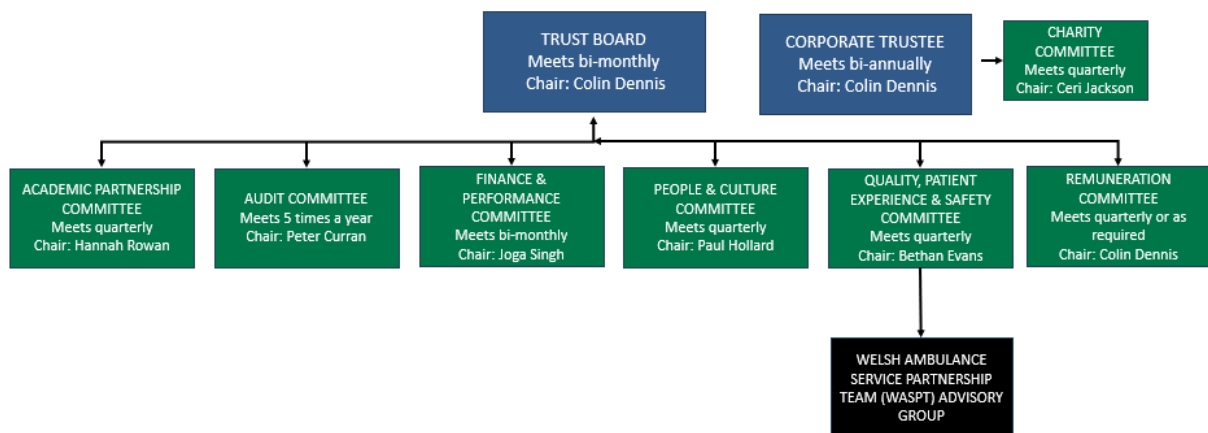 TRUST BOARD
Meets bi-monthly
Chair: Colin Dennis
CORPORATE TRUSTEE
Meets bi-annually
Chair: Colin Dennis
CHARITY
COMMITTEE
Meets quarterly
Chair: Ceri Jackson
ACADEMIC PARTNERSHIP
COMMITTEE
Meets quarterly
Chair: Hannah Rowan
AUDIT COMMITTEE
Meets 5 times a year
Chair: Peter Curran
FINANCE &
PERFORMANCE
COMMITTEE
Meets bi-monthly
Chair: Joga Singh
PEOPLE & CULTURE
COMMITTEE
Meets quarterly
Chair: Paul Hollard
QUALITY, PATIENT
EXPERIENCE & SAFETY
COMMITTEE
Meets quarterly
Chair: Bethan Evans
REMUNERATION
COMMITTEE
Meets quarterly or as
required
Chair: Colin Dennis
WELSH AMBULANCE
SERVICE PARTNERSHIP
TEAM (WASPT) ADVISORY
GROUP